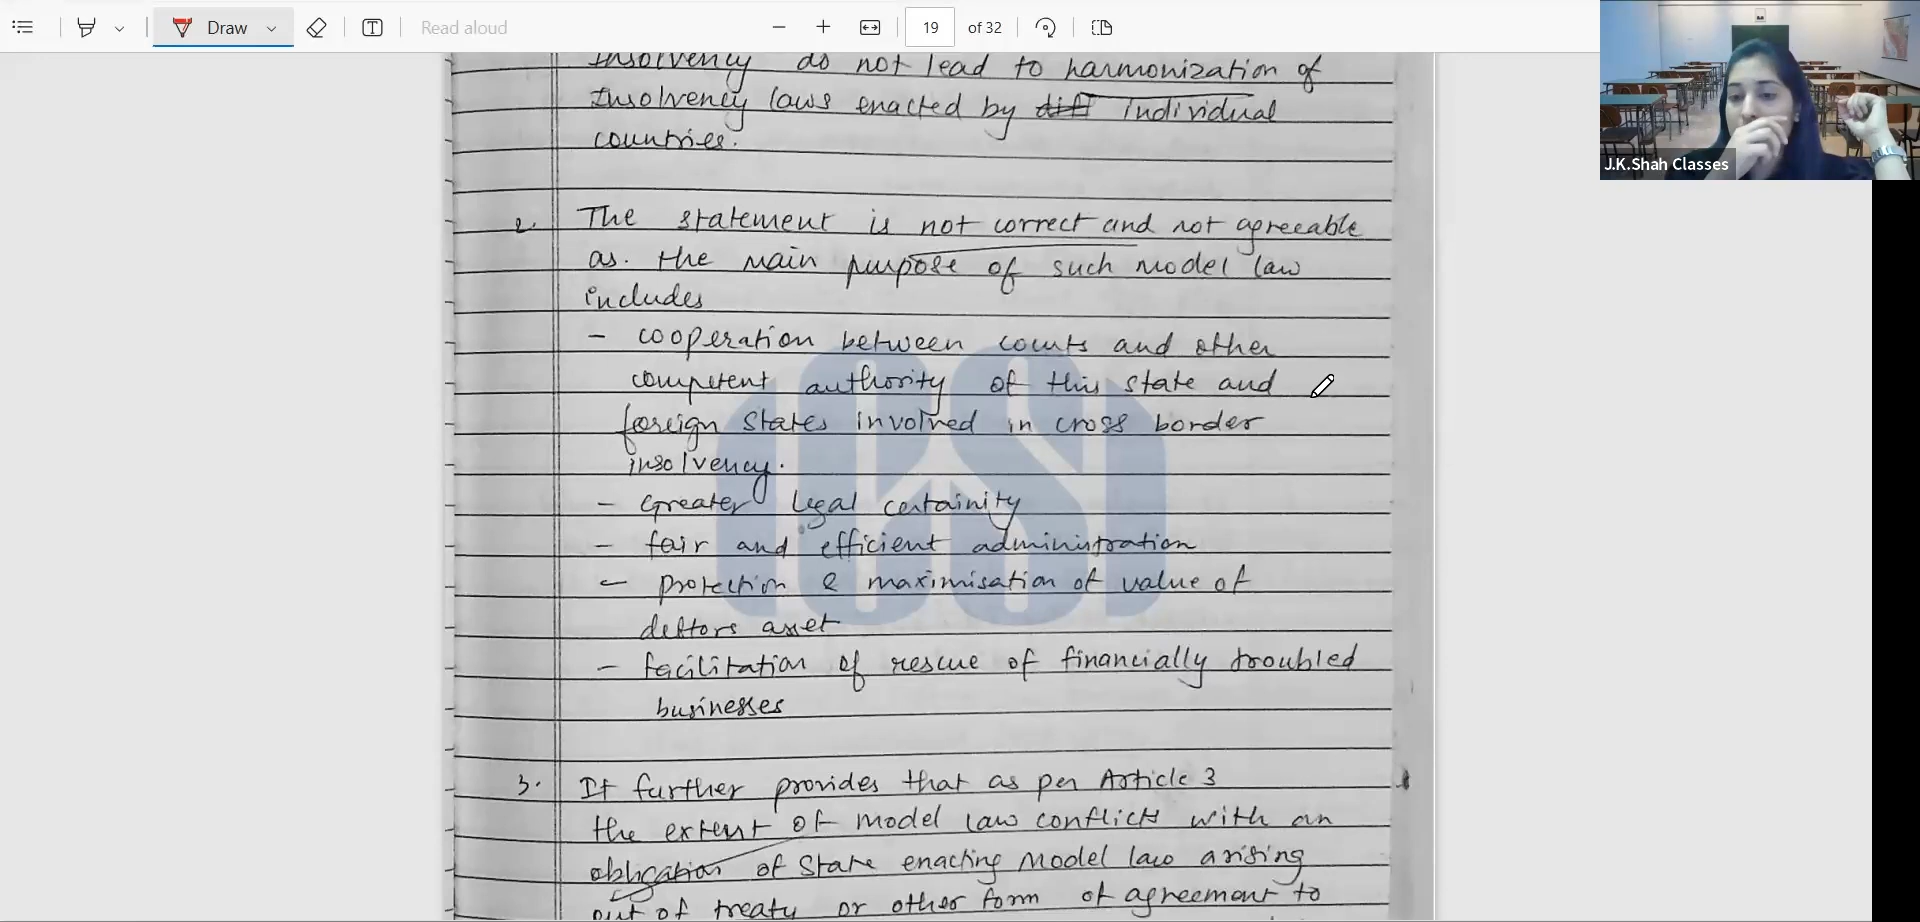 Draw
Read aloud
19 of 32
J.K.Shah Classes
Insolvency do not lead to harmonization of
Insolvency laws enacted by diff individual
countries.
2. The statement is not correct and not agreeable
as. the main purpose of such model law
includes
- cooperation between courts and other
competent authority of this state and
foreign states involved in cross border
insolvency.
- Greater legal certainity
- fair and efficient administration
- protection & maximisation of value of
debtors asset
- facilitation of rescue of financially troubled
businesses
3. It further provides that as per Article 3
the extent of model law conflicts with an
obligation of State enacting Model law arising
out of treaty or other form of agreement to
ICSI